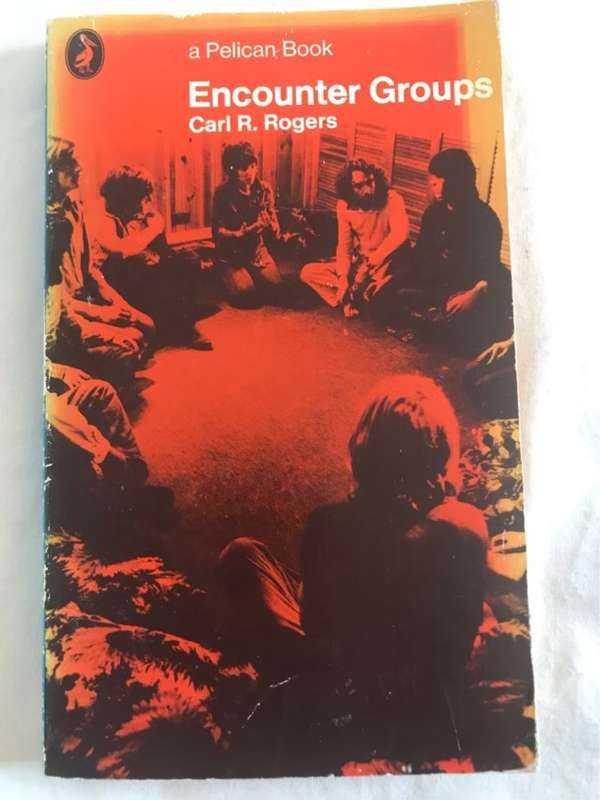 a Pelican Book
Encounter Groups
Carl R. Rogers